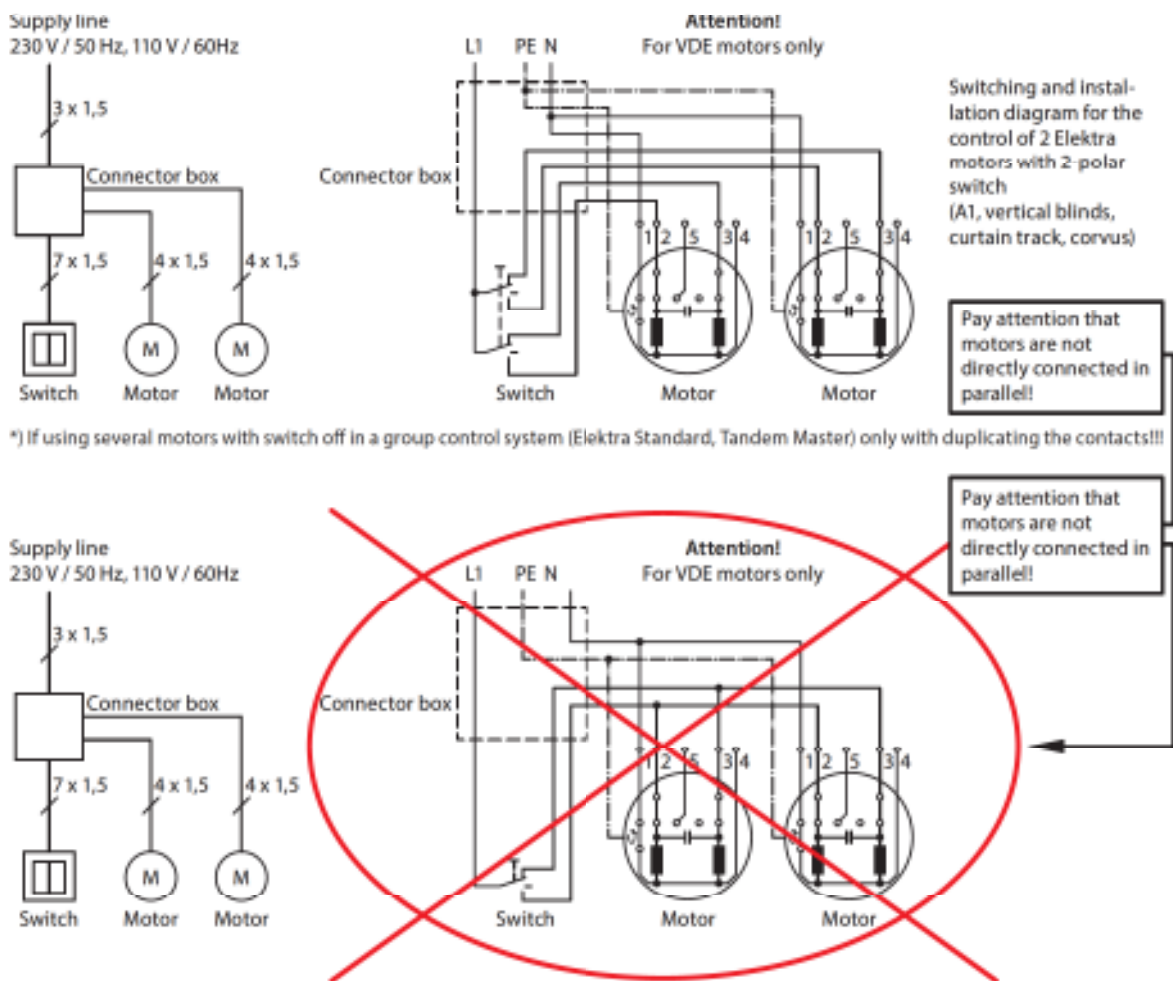 Supply line
230 V / 50 Hz, 110 V / 60Hz
3 x 1,5
Connector box
7 x 1,5
4 x 1,5
4 x 1,5
M
M
Switch
Motor
Motor
L1
PE
N
Attention!
For VDE motors only
Connector box
1
2
5
3
4
1
2
5
3
4
Switch
Motor
Motor
Switching and instal-
lation diagram for the
control of 2 Elektra
motors with 2-polar
switch
(A1, vertical blinds,
curtain track, corvus)
Pay attention that
motors are not
directly connected in
parallel!
*) If using several motors with switch off in a group control system (Elektra Standard, Tandem Master) only with duplicating the contacts!!!
Pay attention that
motors are not
directly connected in
parallel!
Supply line
230 V / 50 Hz, 110 V / 60Hz
3 x 1,5
Connector box
7 x 1,5
4 x 1,5
4 x 1,5
M
M
Switch
Motor
Motor
L1
PE
N
Attention!
For VDE motors only
Connector box
1
2
5
3
4
1
2
5
3
4
Switch
Motor
Motor